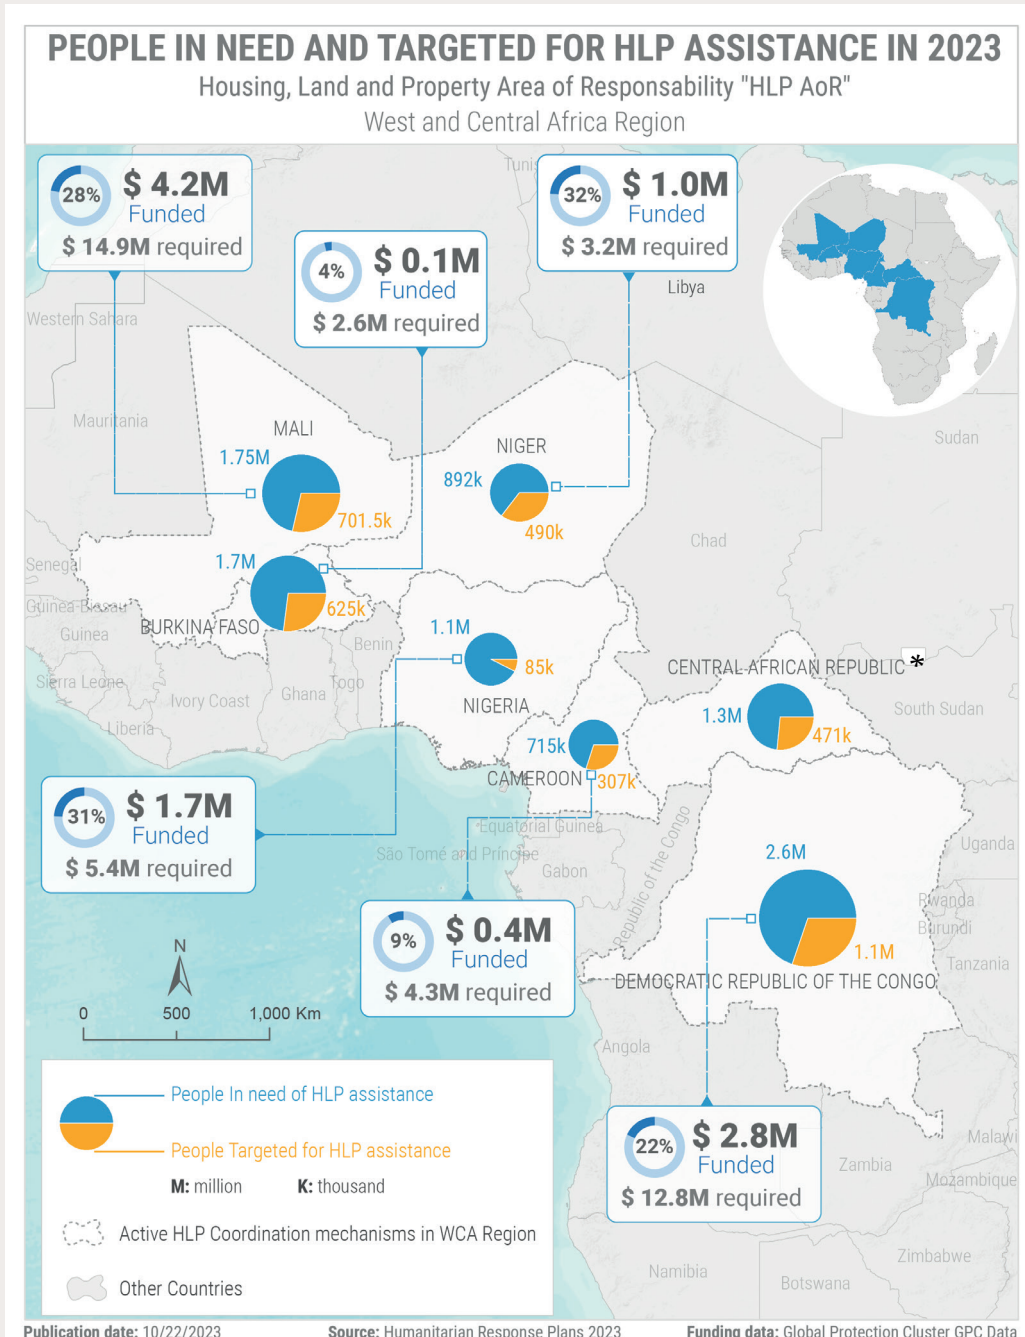 PEOPLE IN NEED AND TARGETED FOR HLP ASSISTANCE IN 2023
Housing, Land and Property Area of Responsability "HLP AoR"
West and Central Africa Region
28%
$ 4.2M
Funded
$ 14.9M required
4%
$ 0.1M
Funded
$ 2.6M required
32%
$ 1.0M
Funded
$ 3.2M required
Tunis
Libya
Western Sahara
Mauritania
Sudan
Chad
MALI
1.75M
701.5k
NIGER
892k
490k
Senegal
Guinea-Bissau
Guinea
Sierra Leone
Liberia
Ivory Coast
Ghana
Togo
Benin
1.7M
625k
BURKINA FASO
1.1M
85k
NIGERIA
CENTRAL AFRICAN REPUBLIC *
1.3M
471k
South Sudan
715k
CAMEROON
307k
31%
$ 1.7M
Funded
$ 5.4M required
Equatorial Guinea
São Tomé and Príncipe
Gabon
Republic of the Congo
Uganda
Rwanda
Burundi
Tanzania
2.6M
1.1M
DEMOCRATIC REPUBLIC OF THE CONGO
9%
$ 0.4M
Funded
$ 4.3M required
N
0 500 1,000 Km
Angola
22%
$ 2.8M
Funded
$ 12.8M required
Malawi
Zambia
Mozambique
Zimbabwe
Namibia
Botswana
People In need of HLP assistance
People Targeted for HLP assistance
M: million K: thousand
Active HLP Coordination mechanisms in WCA Region
Other Countries
Publication date: 10/22/2023 Source: Humanitarian Response Plans 2023 Funding data: Global Protection Cluster GPC Data